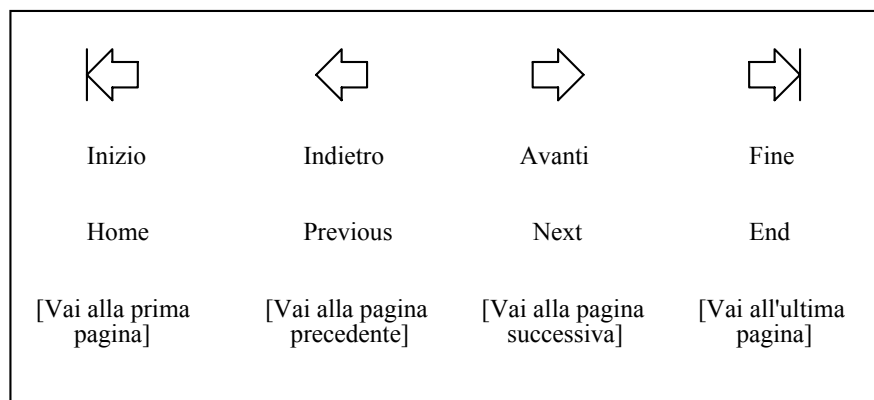 Inizio Indietro Avanti Fine
Home Previous Next End
[Vai alla prima [Vai alla pagina [Vai alla pagina [Vai all'ultima
pagina] precedente] successiva] pagina]